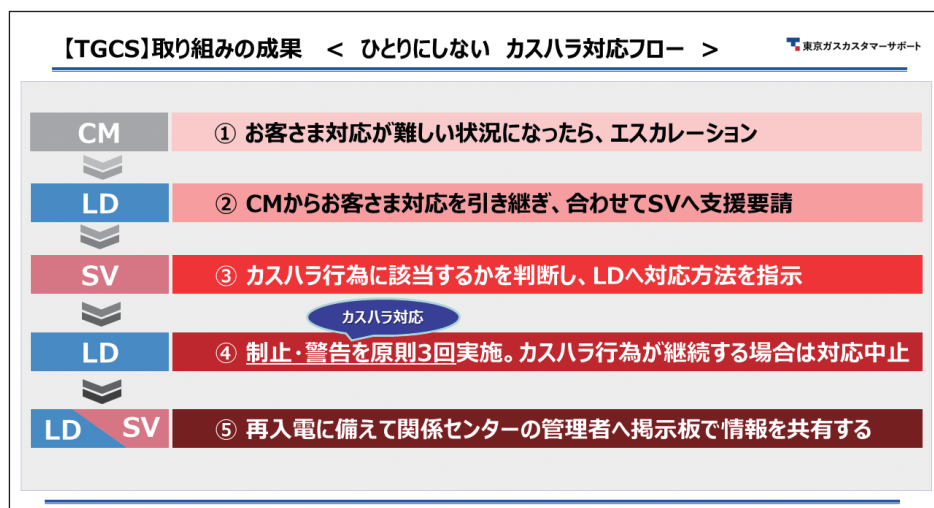 【TGCS】取り組みの成果 < ひとりにしない カスハラ対応フロー >
東京ガスカスタマーサポート
CM
① お客さま対応が難しい状況になったら、エスカレーション
LD
② CMからお客さま対応を引き継ぎ、合わせてSVへ支援要請
SV
③ カスハラ行為に該当するかを判断し、LDへ対応方法を指示
カスハラ対応
LD
④ 制止・警告を原則3回実施。カスハラ行為が継続する場合は対応中止
LD SV
⑤ 再入電に備えて関係センターの管理者へ掲示板で情報を共有する